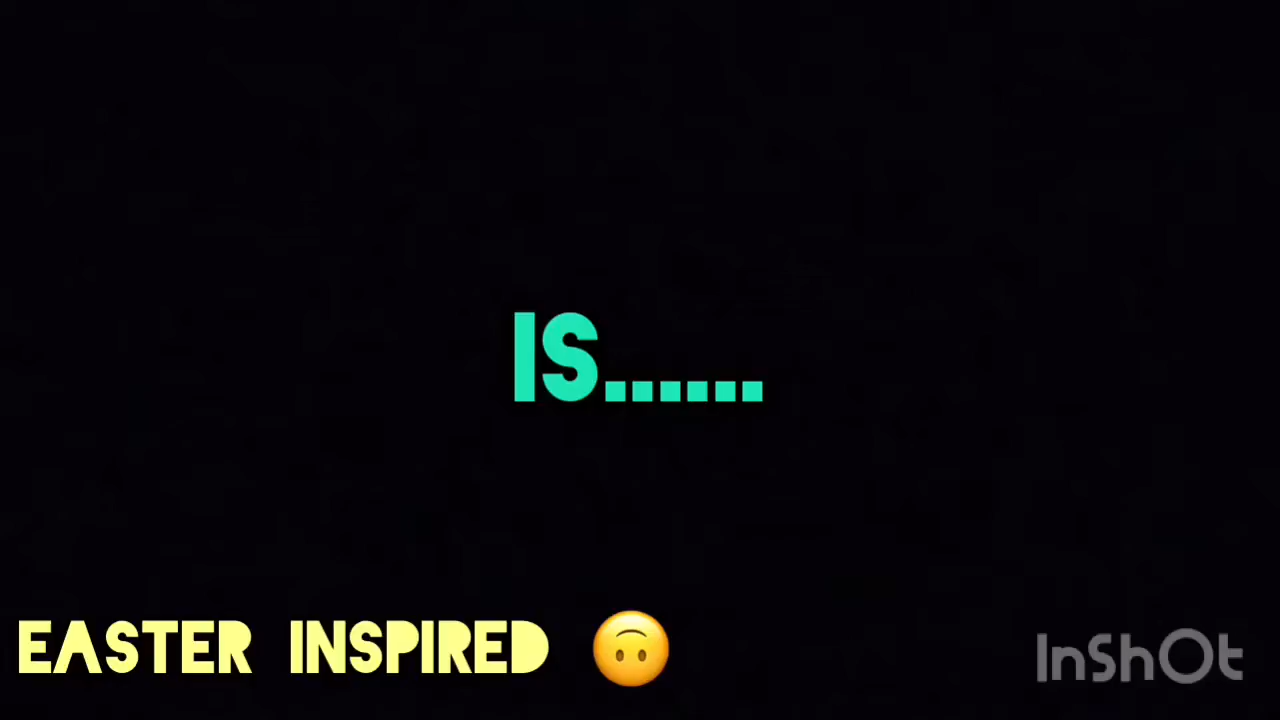 IS......
EASTER INSPIRED 🙃
InShOt